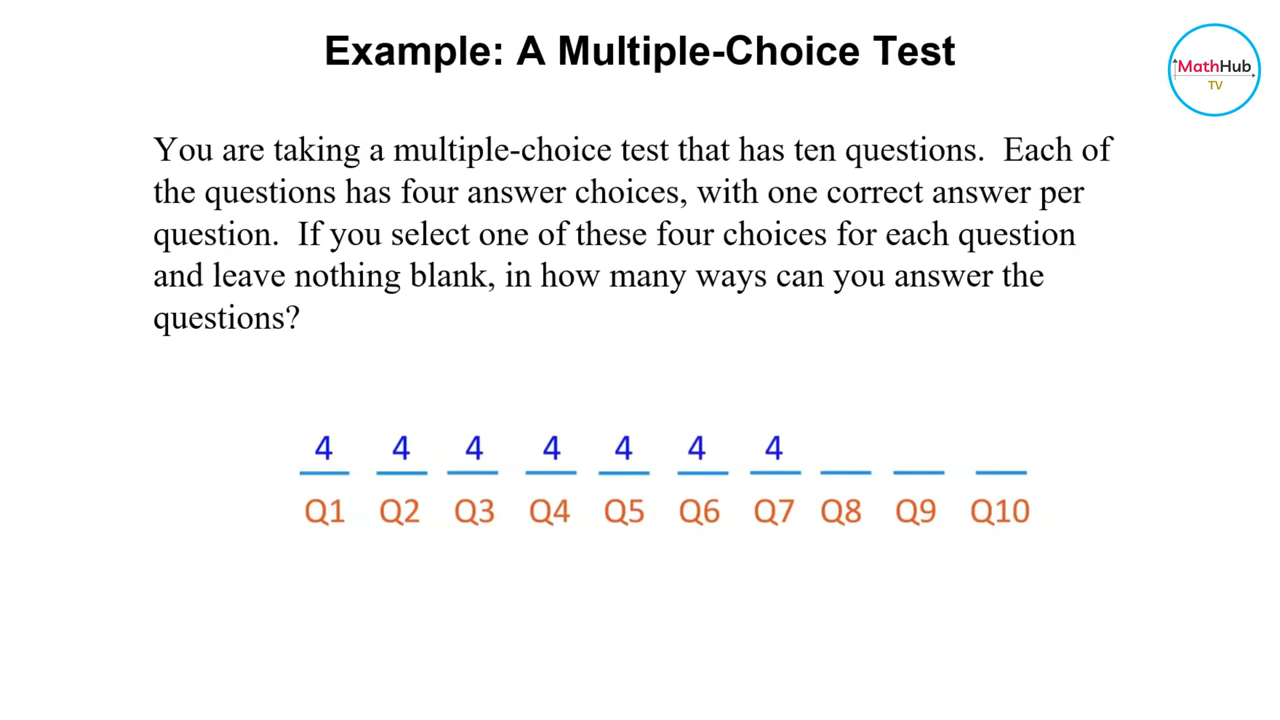 Example: A Multiple-Choice Test
MathHub
TV
You are taking a multiple-choice test that has ten questions.  Each of
the questions has four answer choices, with one correct answer per
question.  If you select one of these four choices for each question
and leave nothing blank, in how many ways can you answer the
questions?
4 4 4 4 4 4 4
Q1 Q2 Q3 Q4 Q5 Q6 Q7 Q8 Q9 Q10